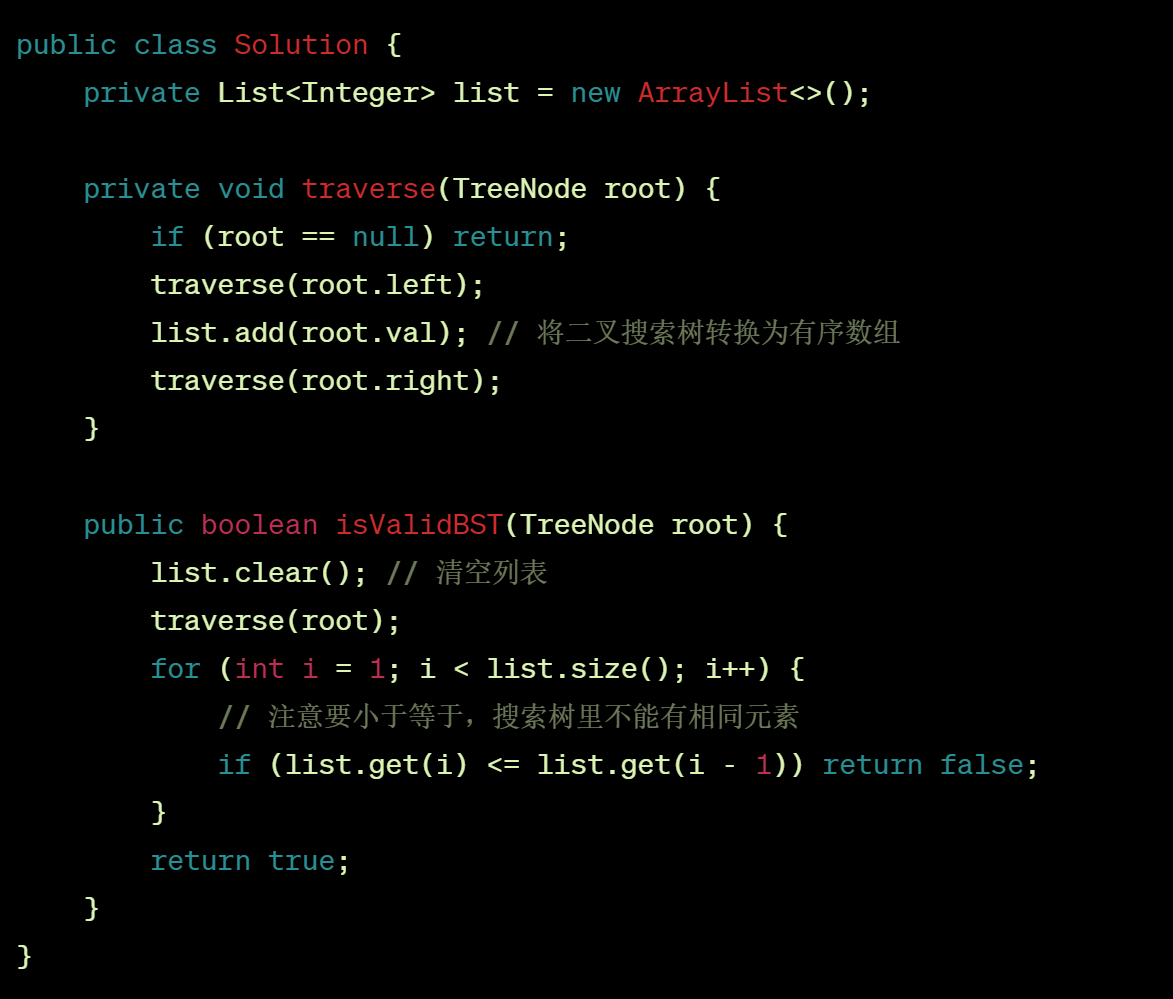 public class Solution {
    private List<Integer> list = new ArrayList<>();

    private void traverse(TreeNode root) {
        if (root == null) return;
        traverse(root.left);
        list.add(root.val); // 将二叉搜索树转换为有序数组
        traverse(root.right);
    }

    public boolean isValidBST(TreeNode root) {
        list.clear(); // 清空列表
        traverse(root);
        for (int i = 1; i < list.size(); i++) {
            // 注意要小于等于，搜索树里不能有相同元素
            if (list.get(i) <= list.get(i - 1)) return false;
        }
        return true;
    }
}